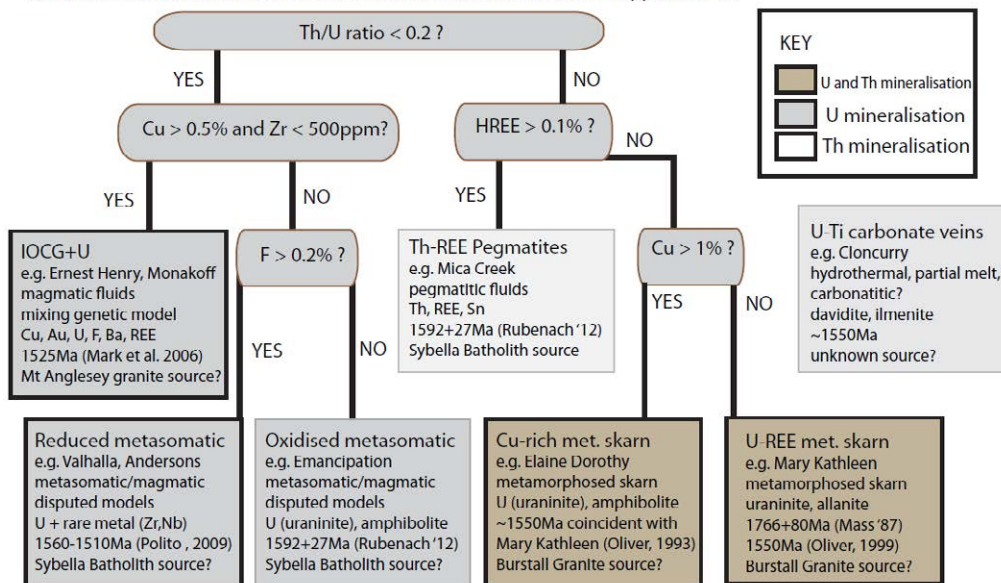 Th/U ratio < 0.2 ?
YES
NO
KEY
U and Th mineralisation
U mineralisation
Th mineralisation
Cu > 0.5% and Zr < 500ppm?
HREE > 0.1% ?
YES
NO
YES
NO
IOCG+U
e.g. Ernest Henry, Monakoff
magmatic fluids
mixing genetic model
Cu, Au, U, F, Ba, REE
1525Ma (Mark et al. 2006)
Mt Anglesey granite source?
F > 0.2% ?
Th-REE Pegmatites
e.g. Mica Creek
pegmatitic fluids
Th, REE, Sn
1592+27Ma (Rubenach '12)
Sybella Batholith source
Cu > 1% ?
U-Ti carbonate veins
e.g. Cloncurry
hydrothermal, partial melt,
carbonatitic?
davidite, ilmenite
~1550Ma
unknown source?
YES
NO
YES
NO
Reduced metasomatic
e.g. Valhalla, Andersons
metasomatic/magmatic
disputed models
U + rare metal (Zr,Nb)
1560-1510Ma (Polito , 2009)
Sybella Batholith source?
Oxidised metasomatic
e.g. Emancipation
metasomatic/magmatic
disputed models
U (uraninite), amphibolite
1592+27Ma (Rubenach '12)
Sybella Batholith source?
Cu-rich met. skarn
e.g. Elaine Dorothy
metamorphosed skarn
U (uraninite), amphibolite
~1550Ma coincident with
Mary Kathleen (Oliver, 1993)
Burstall Granite source?
U-REE met. skarn
e.g. Mary Kathleen
metamorphosed skarn
uraninite, allanite
1766+80Ma (Mass '87)
1550Ma (Oliver, 1999)
Burstall Granite source?